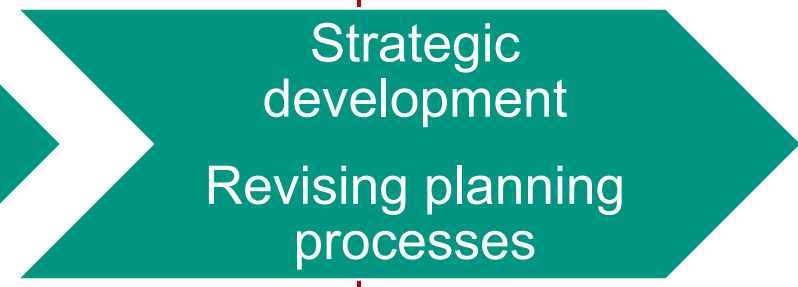 Strategic
development
Revising planning
processes